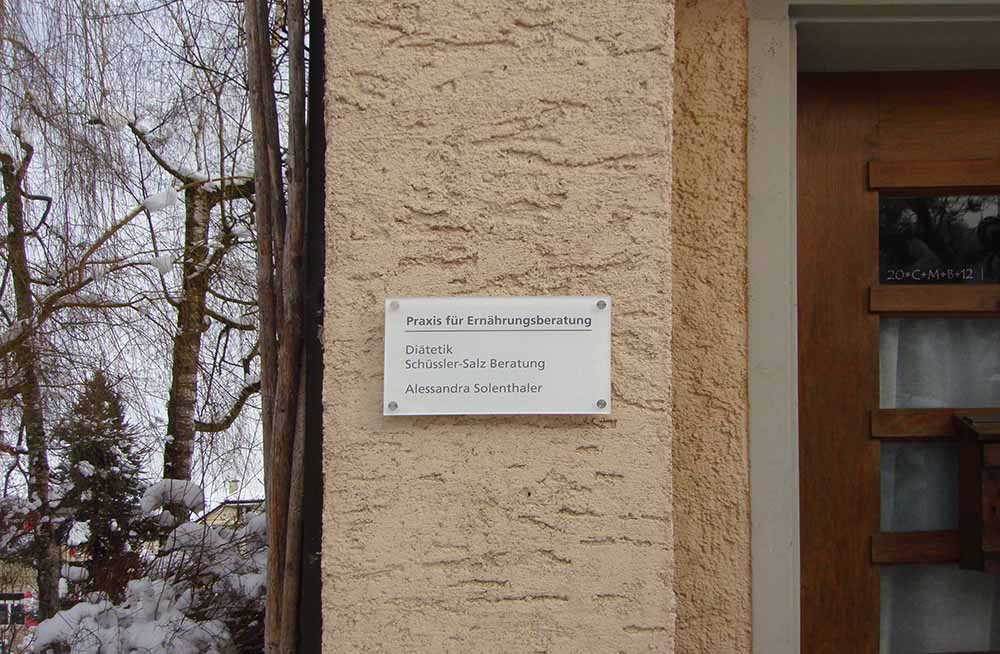 Praxis für Ernährungsberatung
Diätetik
Schüssler-Salz Beratung
Alessandra Solenthaler
20*C+M+B+12